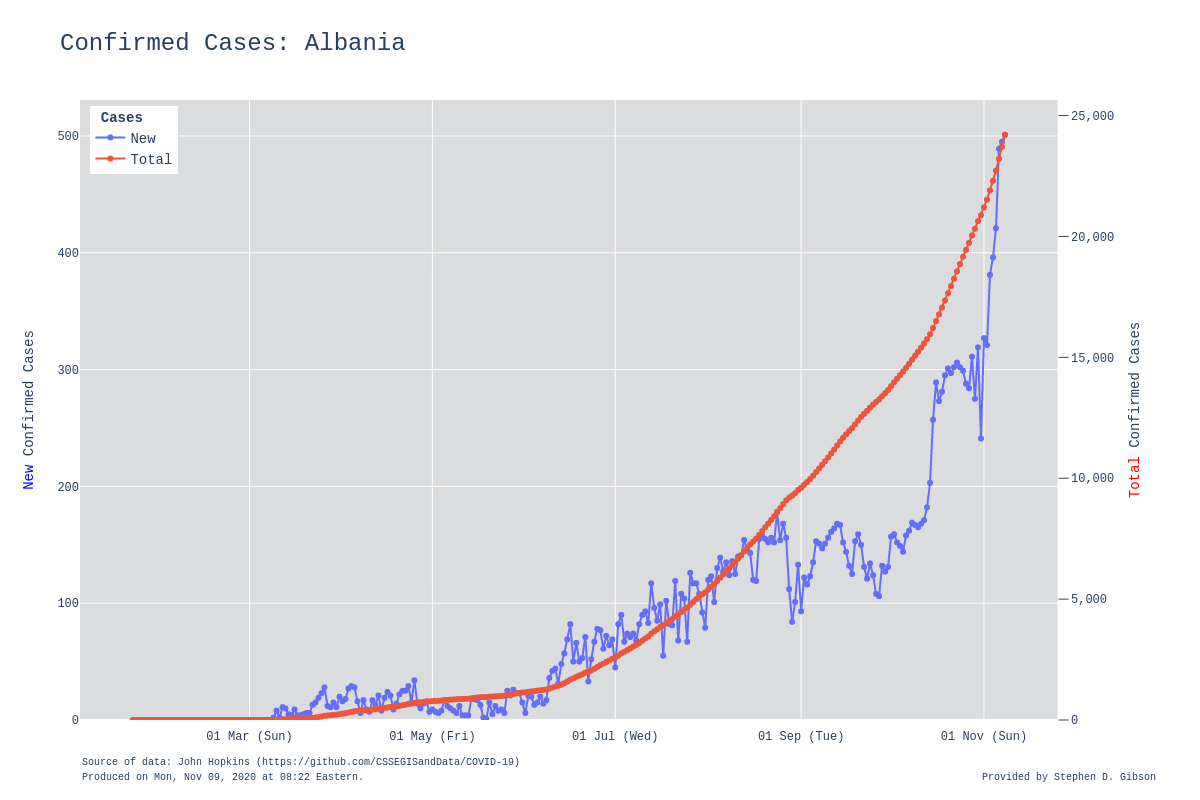 Confirmed Cases: Albania
Cases
New
Total
500
400
300
200
100
0
New Confirmed Cases
25,000
20,000
15,000
10,000
5,000
0
Total Confirmed Cases
01 Mar (Sun)
01 May (Fri)
01 Jul (Wed)
01 Sep (Tue)
01 Nov (Sun)
Source of data: John Hopkins (https://github.com/CSSEGISandData/COVID-19)
Produced on Mon, Nov 09, 2020 at 08:22 Eastern.
Provided by Stephen D. Gibson